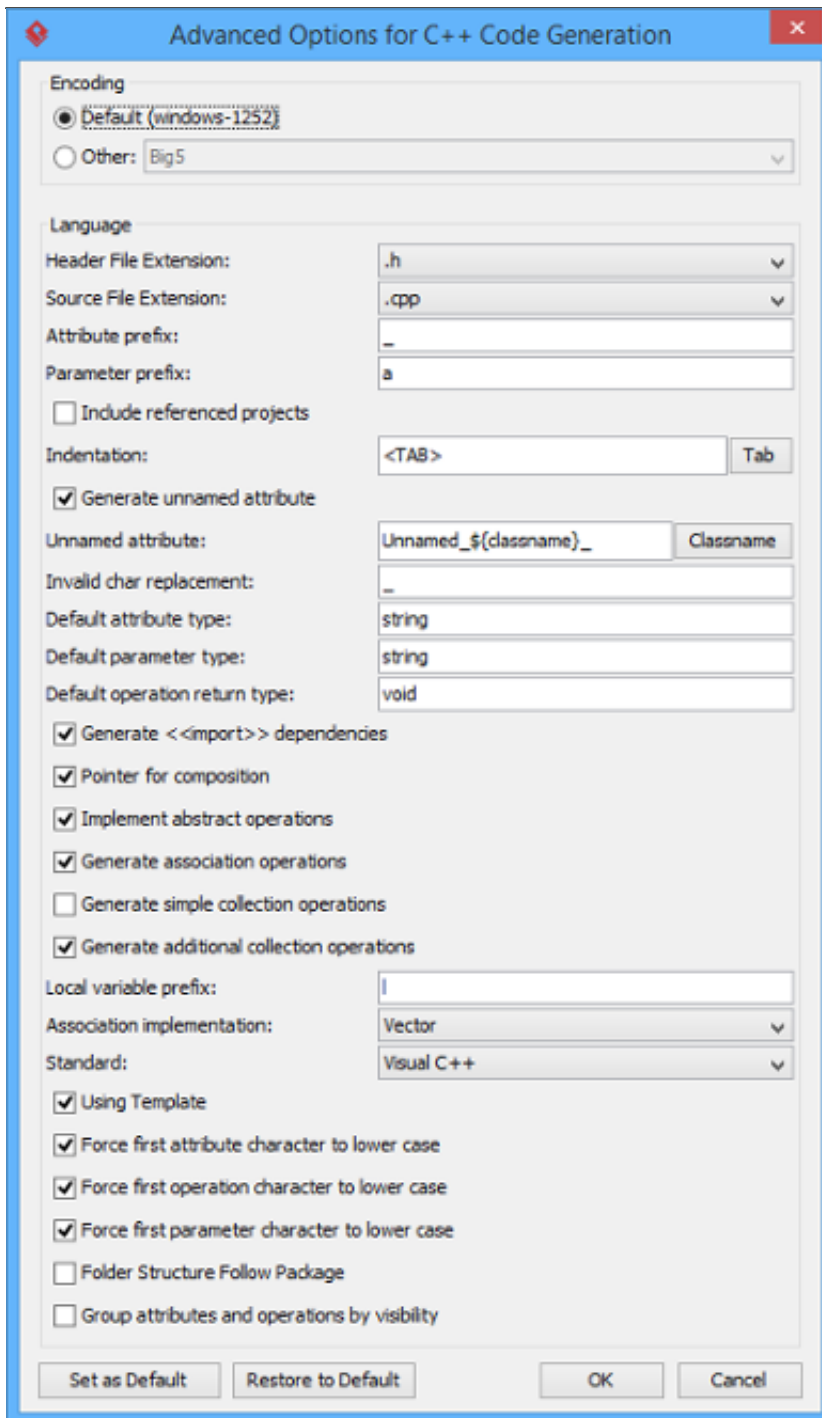 Advanced Options for C++ Code Generation
Encoding
Default (windows-1252)
Other: Big5
Language
Header File Extension: .h
Source File Extension: .cpp
Attribute prefix: _
Parameter prefix: a
Include referenced projects
Indentation: <TAB> Tab
Generate unnamed attribute
Unnamed attribute: Unnamed_${classname}_ Classname
Invalid char replacement: _
Default attribute type: string
Default parameter type: string
Default operation return type: void
Generate <<import>> dependencies
Pointer for composition
Implement abstract operations
Generate association operations
Generate simple collection operations
Generate additional collection operations
Local variable prefix: l
Association implementation: Vector
Standard: Visual C++
Using Template
Force first attribute character to lower case
Force first operation character to lower case
Force first parameter character to lower case
Folder Structure Follow Package
Group attributes and operations by visibility
Set as Default Restore to Default OK Cancel